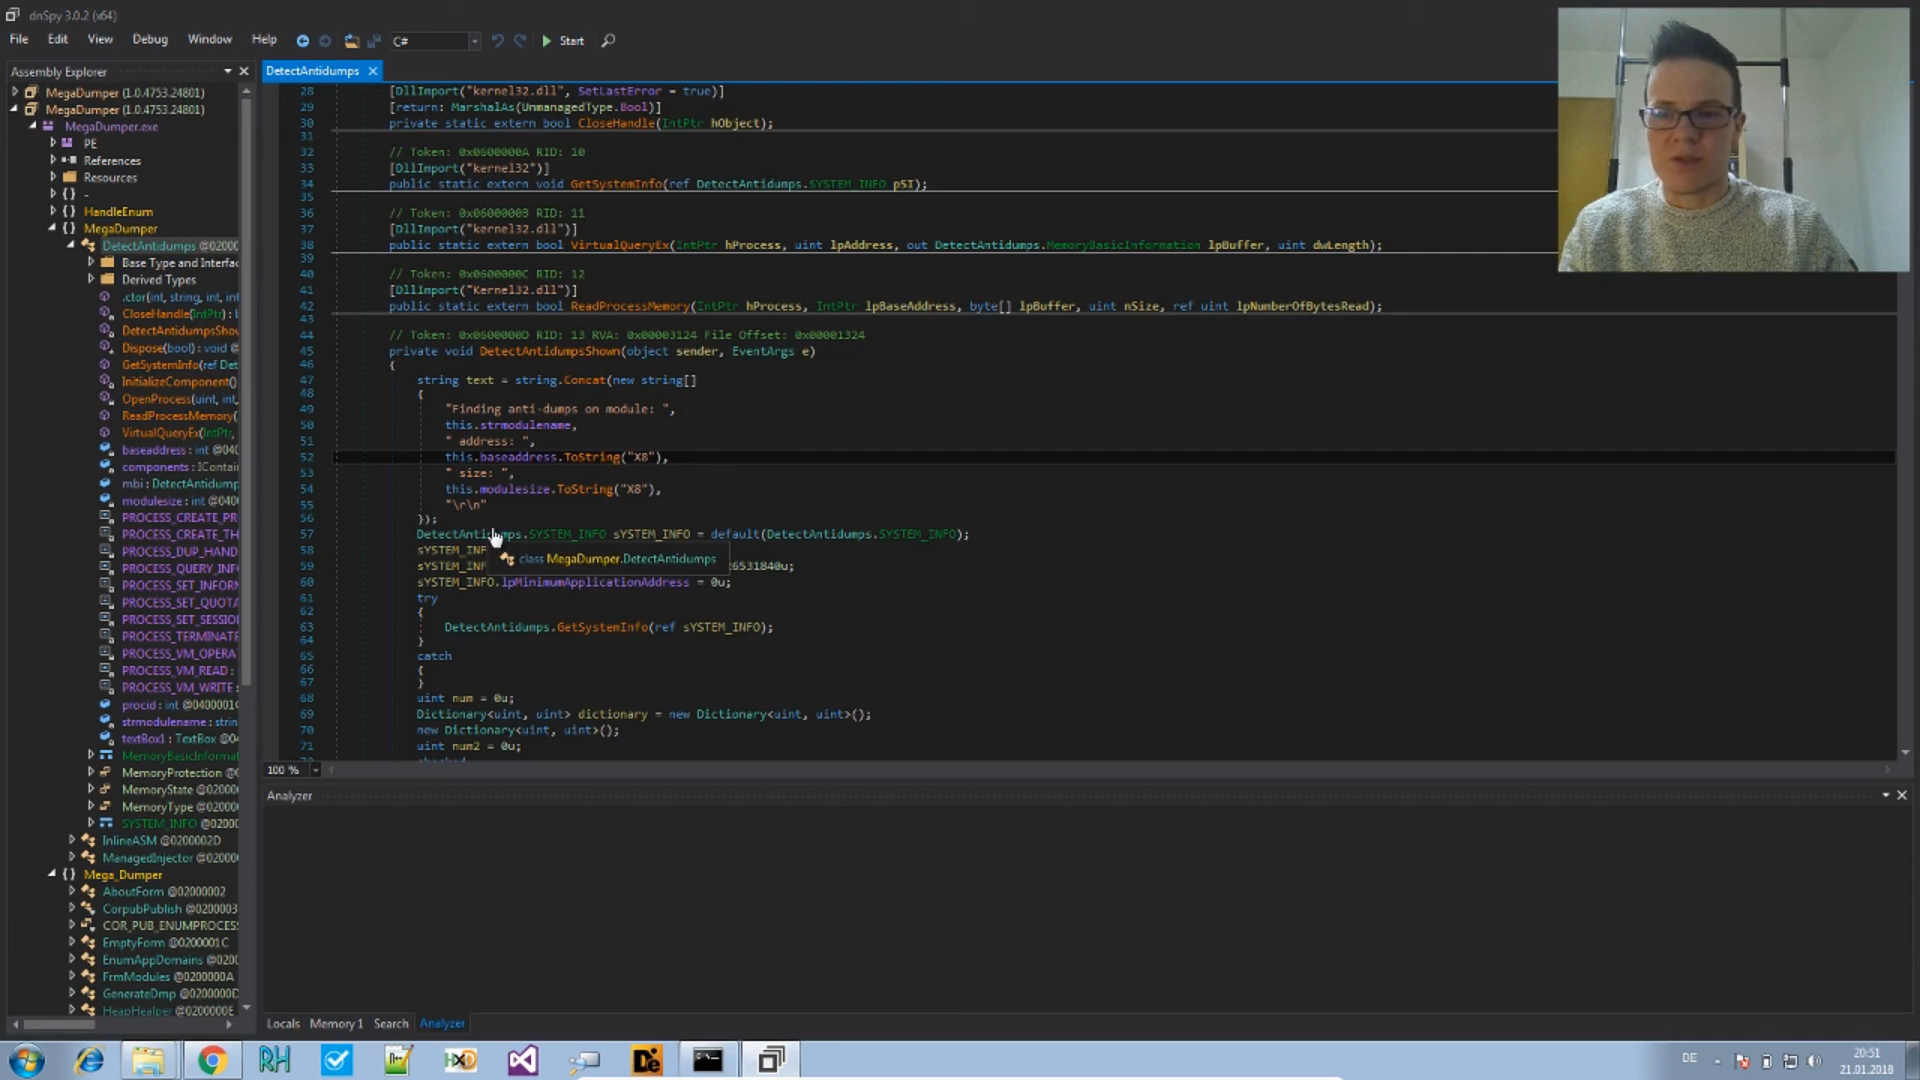 dnSpy 3.0.2 (x64)
File Edit View Debug Window Help C# Start
Assembly Explorer
DetectAntidumps
MegaDumper (1.0.4753.24801)
MegaDumper (1.0.4753.24801)
MegaDumper.exe
PE
References
Resources
{} -
{} HandleEnum
{} MegaDumper
DetectAntidumps @02000
Base Type and Interfac
Derived Types
.ctor(int, string, int, int
CloseHandle(IntPtr) : b
DetectAntidumpsShow
Dispose(bool) : void @
GetSystemInfo(ref Det
InitializeComponent()
OpenProcess(uint, int,
ReadProcessMemory(
VirtualQueryEx(IntPtr,
baseaddress : int @040
components : IContain
mbi : DetectAntidump
modulesize : int @0400
PROCESS_CREATE_PR
PROCESS_CREATE_TH
PROCESS_DUP_HAND
PROCESS_QUERY_INF
PROCESS_SET_INFORM
PROCESS_SET_QUOTA
PROCESS_SET_SESSIO
PROCESS_TERMINATE
PROCESS_VM_OPERA
PROCESS_VM_READ :
PROCESS_VM_WRITE :
procid : int @0400001
strmodulename : strin
textBox1 : TextBox @04
MemoryBasicInformat
MemoryProtection @0
MemoryState @02000
MemoryType @02000
SYSTEM_INFO @0200
InlineASM @0200002D
ManagedInjector @0200
{} Mega_Dumper
AboutForm @02000002
CorpubPublish @0200003
COR_PUB_ENUMPROCESS
EmptyForm @0200001C
EnumAppDomains @0200
FrmModules @0200000A
GenerateDmp @0200000D
HeapHealper @0200000E
28 [DllImport("kernel32.dll", SetLastError = true)]
29 [return: MarshalAs(UnmanagedType.Bool)]
30 private static extern bool CloseHandle(IntPtr hObject);
31
32 // Token: 0x0600000A RID: 10
33 [DllImport("kernel32")]
34 public static extern void GetSystemInfo(ref DetectAntidumps.SYSTEM_INFO pSI);
35
36 // Token: 0x0600000B RID: 11
37 [DllImport("kernel32.dll")]
38 public static extern bool VirtualQueryEx(IntPtr hProcess, uint lpAddress, out DetectAntidumps.MemoryBasicInformation lpBuffer, uint dwLength);
39
40 // Token: 0x0600000C RID: 12
41 [DllImport("Kernel32.dll")]
42 public static extern bool ReadProcessMemory(IntPtr hProcess, IntPtr lpBaseAddress, byte[] lpBuffer, uint nSize, ref uint lpNumberOfBytesRead);
43
44 // Token: 0x0600000D RID: 13 RVA: 0x00003124 File Offset: 0x00001324
45 private void DetectAntidumpsShown(object sender, EventArgs e)
46 {
47 string text = string.Concat(new string[]
48 {
49 "Finding anti-dumps on module: ",
50 this.strmodulename,
51 " address: ",
52 this.baseaddress.ToString("X8"),
53 " size: ",
54 this.modulesize.ToString("X8"),
55 "\r\n"
56 });
57 DetectAntidumps.SYSTEM_INFO sYSTEM_INFO = default(DetectAntidumps.SYSTEM_INFO);
58 sYSTEM_INF
class MegaDumper.DetectAntidumps
59 sYSTEM_INF 26531840u;
60 sYSTEM_INFO.lpMinimumApplicationAddress = 0u;
61 try
62 {
63 DetectAntidumps.GetSystemInfo(ref sYSTEM_INFO);
64 }
65 catch
66 {
67 }
68 uint num = 0u;
69 Dictionary<uint, uint> dictionary = new Dictionary<uint, uint>();
70 new Dictionary<uint, uint>();
71 uint num2 = 0u;
100 %
Analyzer
Locals Memory 1 Search Analyzer
RH HXD De DE
20:51
21.01.2018